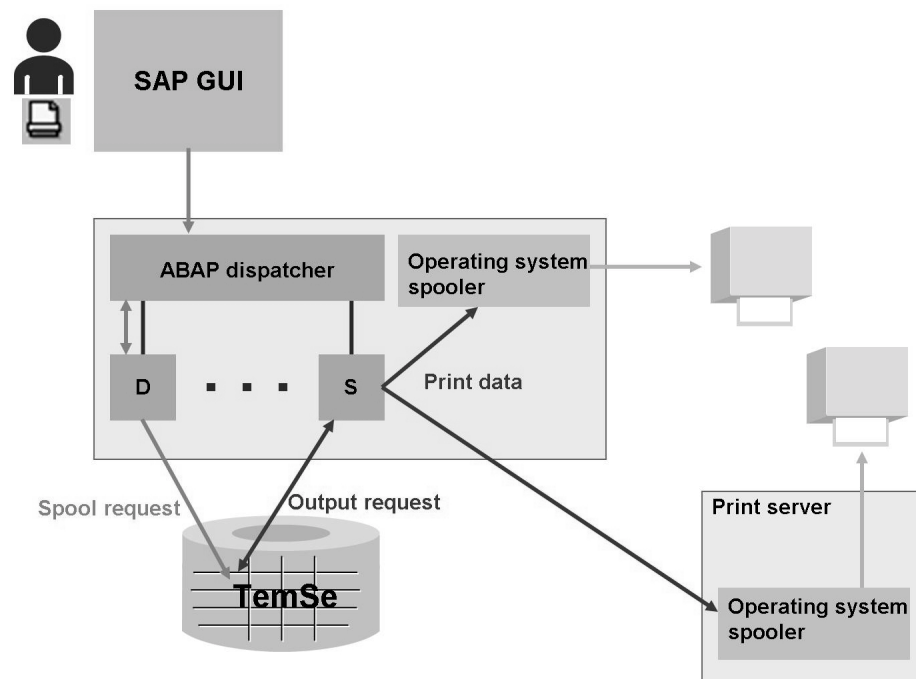 SAP GUI
ABAP dispatcher
Operating system
spooler
D
S
Print data
Spool request
Output request
TemSe
Print server
Operating system
spooler